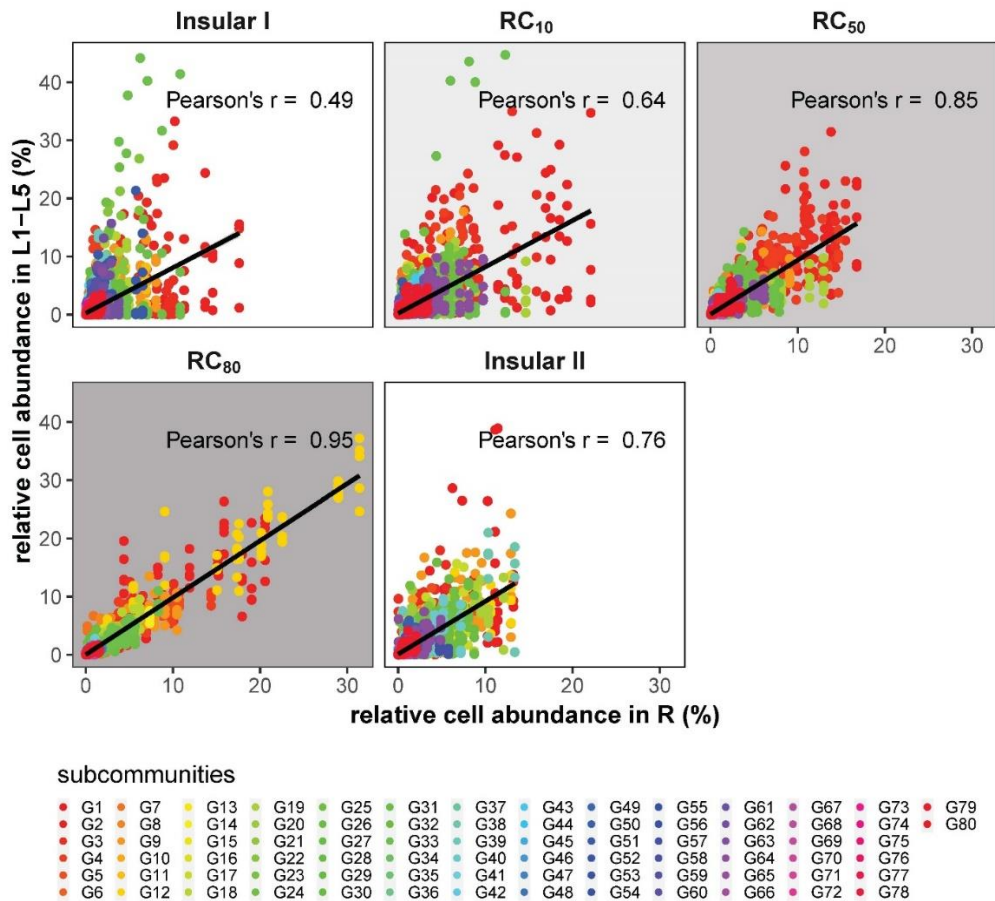 Insular I
RC10
RC50
Pearson's r = 0.49
Pearson's r = 0.64
Pearson's r = 0.85
40
30
20
10
0
0 10 20 30
RC80
Insular II
Pearson's r = 0.95
Pearson's r = 0.76
40
30
20
10
0
0 10 20 30
0 10 20 30
relative cell abundance in L1−L5 (%)
relative cell abundance in R (%)
subcommunities
G1 G7 G13 G19 G25 G31 G37 G43 G49 G55 G61 G67 G73 G79
G2 G8 G14 G20 G26 G32 G38 G44 G50 G56 G62 G68 G74 G80
G3 G9 G15 G21 G27 G33 G39 G45 G51 G57 G63 G69 G75
G4 G10 G16 G22 G28 G34 G40 G46 G52 G58 G64 G70 G76
G5 G11 G17 G23 G29 G35 G41 G47 G53 G59 G65 G71 G77
G6 G12 G18 G24 G30 G36 G42 G48 G54 G60 G66 G72 G78